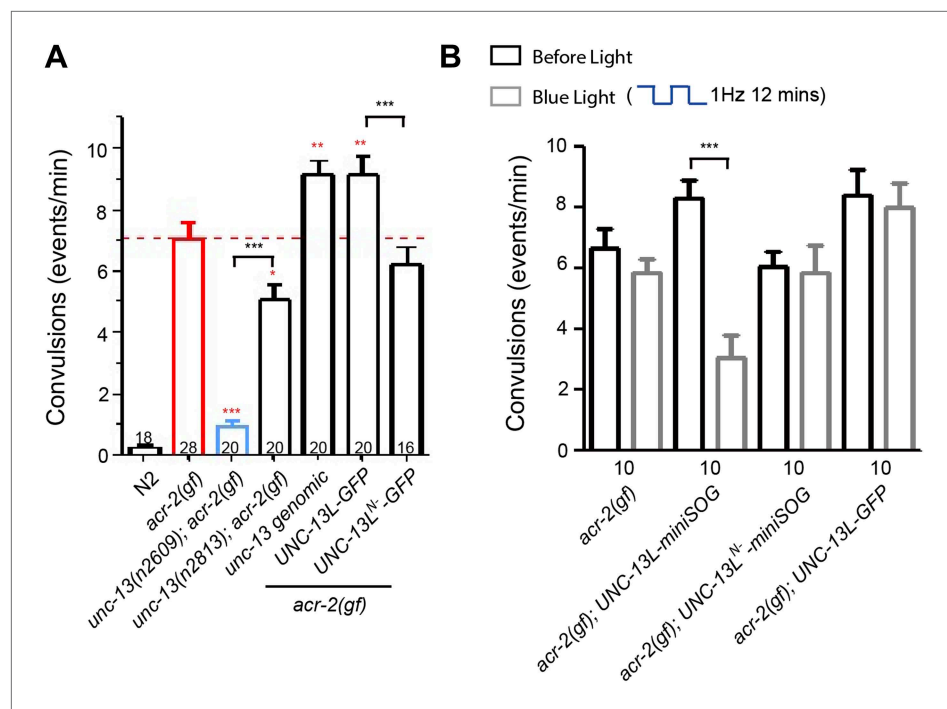 A
Convulsions (events/min)
10
8
6
4
2
0
***
**
**
***
*
***
18
28
20
20
20
20
16
N2
acr-2(gf)
unc-13(n2609); acr-2(gf)
unc-13(n2813); acr-2(gf)
unc-13 genomic
UNC-13L-GFP
UNC-13L^N--GFP
acr-2(gf)
B
Before Light
Blue Light ( 1Hz 12 mins)
Convulsions (events/min)
10
8
6
4
2
0
***
10
10
10
10
acr-2(gf)
acr-2(gf); UNC-13L-miniSOG
acr-2(gf); UNC-13L^N--miniSOG
acr-2(gf); UNC-13L-GFP